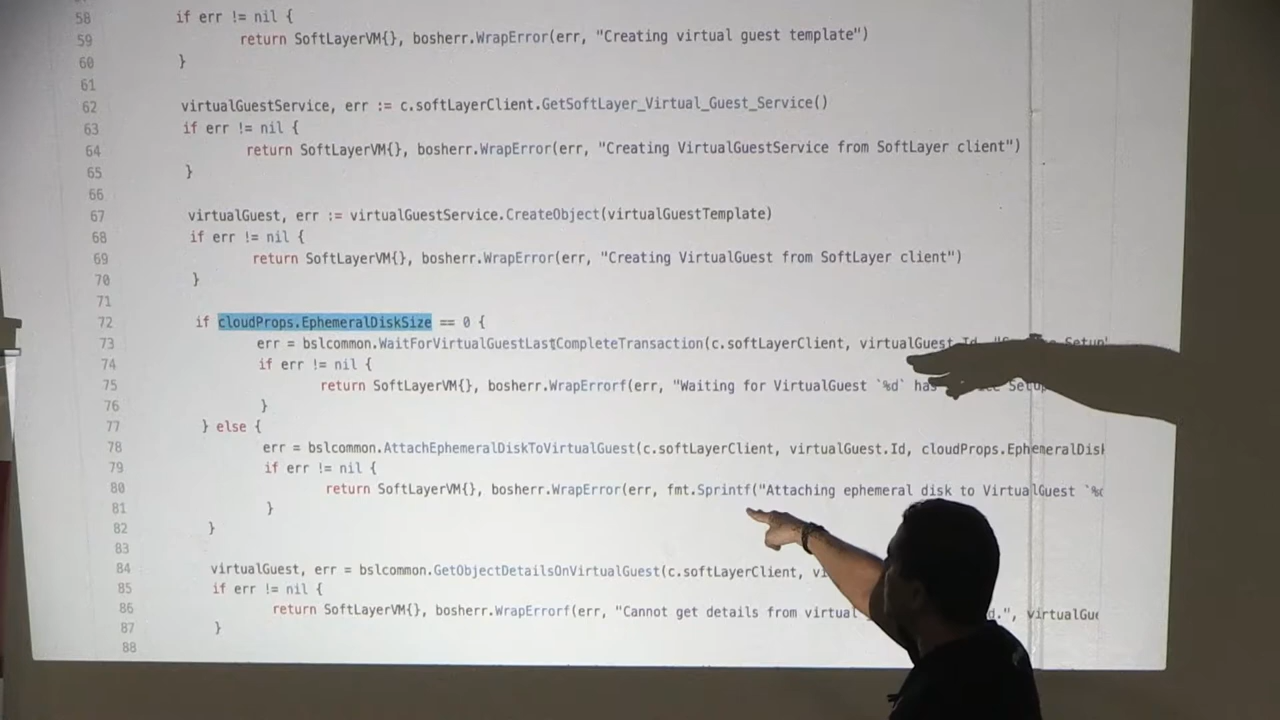 58 if err != nil {
59 return SoftLayerVM{}, bosherr.WrapError(err, "Creating virtual guest template")
60 }
61
62 virtualGuestService, err := c.softLayerClient.GetSoftLayer_Virtual_Guest_Service()
63 if err != nil {
64 return SoftLayerVM{}, bosherr.WrapError(err, "Creating VirtualGuestService from SoftLayer client")
65 }
66
67 virtualGuest, err := virtualGuestService.CreateObject(virtualGuestTemplate)
68 if err != nil {
69 return SoftLayerVM{}, bosherr.WrapError(err, "Creating VirtualGuest from SoftLayer client")
70 }
71
72 if cloudProps.EphemeralDiskSize == 0 {
73 err = bslcommon.WaitForVirtualGuestLastCompleteTransaction(c.softLayerClient, virtualGuest.Id, Setup"
74 if err != nil {
75 return SoftLayerVM{}, bosherr.WrapErrorf(err, "Waiting for VirtualGuest `%d` has
76 }
77 } else {
78 err = bslcommon.AttachEphemeralDiskToVirtualGuest(c.softLayerClient, virtualGuest.Id, cloudProps.EphemeralDis
79 if err != nil {
80 return SoftLayerVM{}, bosherr.WrapError(err, fmt.Sprintf("Attaching ephemeral disk to VirtualGuest `%
81 }
82 }
83
84 virtualGuest, err = bslcommon.GetObjectDetailsOnVirtualGuest(c.softLayerClient,
85 if err != nil {
86 return SoftLayerVM{}, bosherr.WrapErrorf(err, "Cannot get details from virtual d.", virtualGue
87 }
88